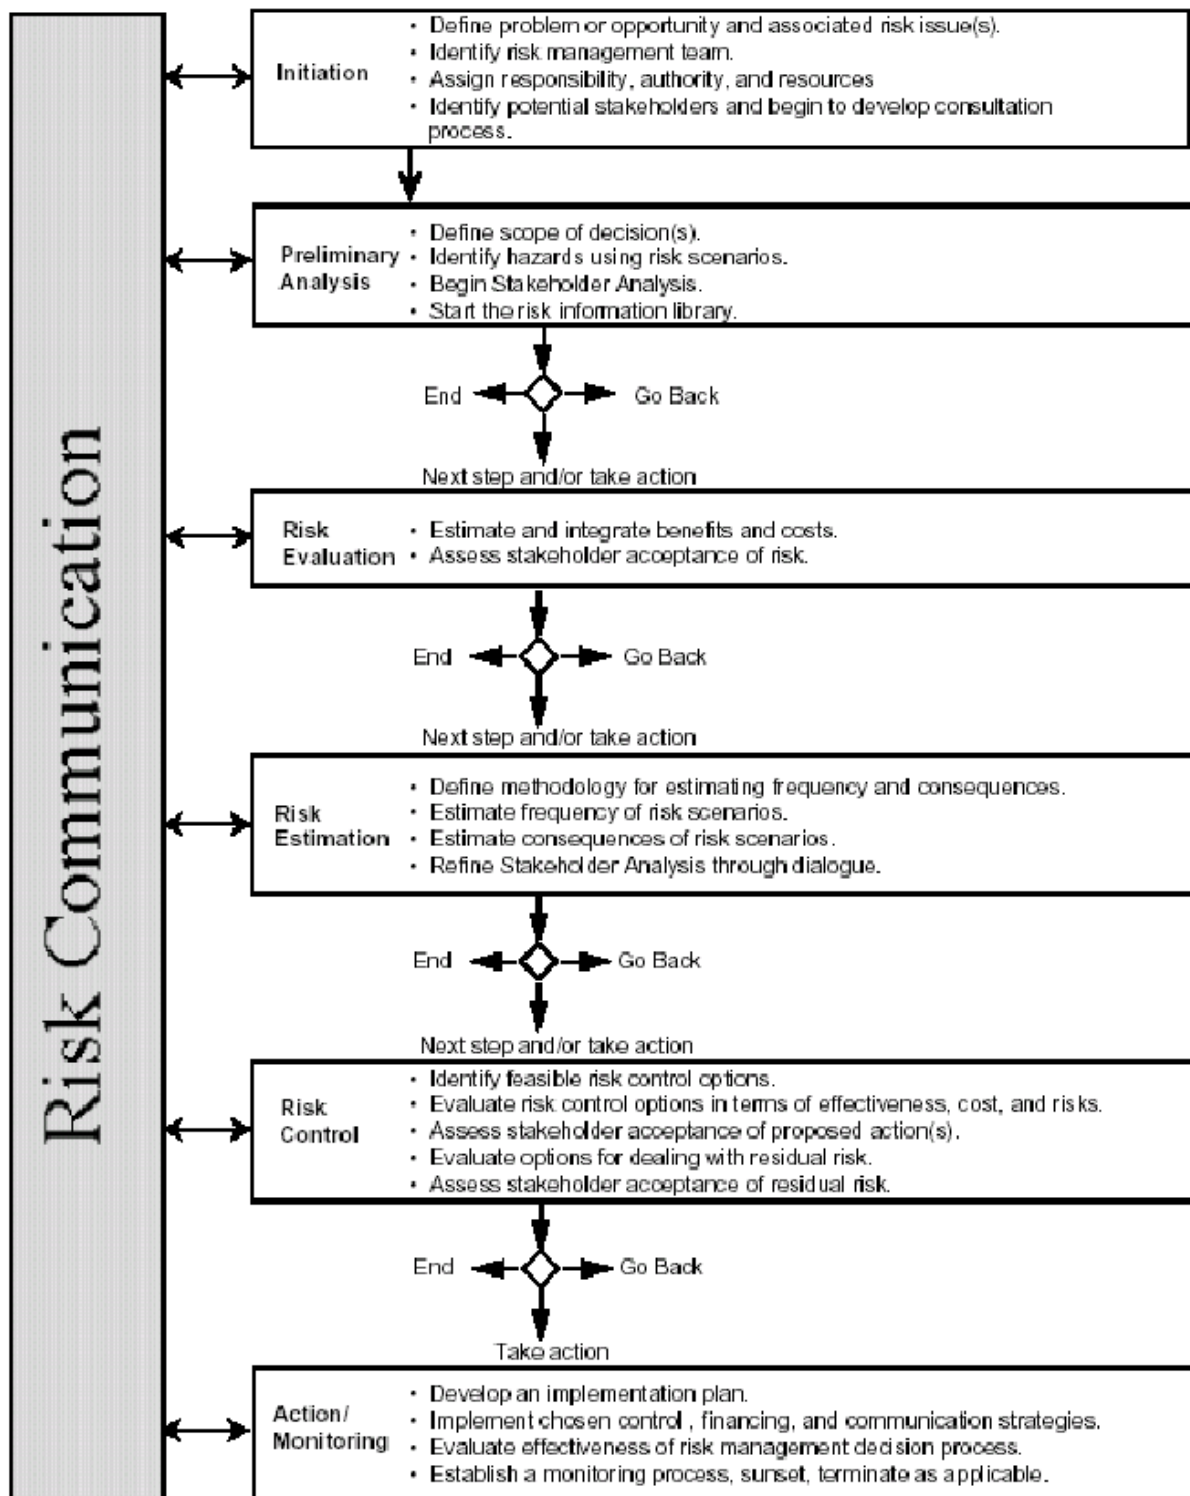 Risk Communication
Initiation
• Define problem or opportunity and associated risk issue(s).
• Identify risk management team.
• Assign responsibility, authority, and resources
• Identify potential stakeholders and begin to develop consultation
process.
Preliminary
Analysis
• Define scope of decision(s).
• Identify hazards using risk scenarios.
• Begin Stakeholder Analysis.
• Start the risk information library.
End
Go Back
Next step and/or take action
Risk
Evaluation
• Estimate and integrate benefits and costs.
• Assess stakeholder acceptance of risk.
End
Go Back
Next step and/or take action
Risk
Estimation
• Define methodology for estimating frequency and consequences.
• Estimate frequency of risk scenarios.
• Estimate consequences of risk scenarios.
• Refine Stakeholder Analysis through dialogue.
End
Go Back
Next step and/or take action
Risk
Control
• Identify feasible risk control options.
• Evaluate risk control options in terms of effectiveness, cost, and risks.
• Assess stakeholder acceptance of proposed action(s).
• Evaluate options for dealing with residual risk.
• Assess stakeholder acceptance of residual risk.
End
Go Back
Take action
Action/
Monitoring
• Develop an implementation plan.
• Implement chosen control , financing, and communication strategies.
• Evaluate effectiveness of risk management decision process.
• Establish a monitoring process, sunset, terminate as applicable.